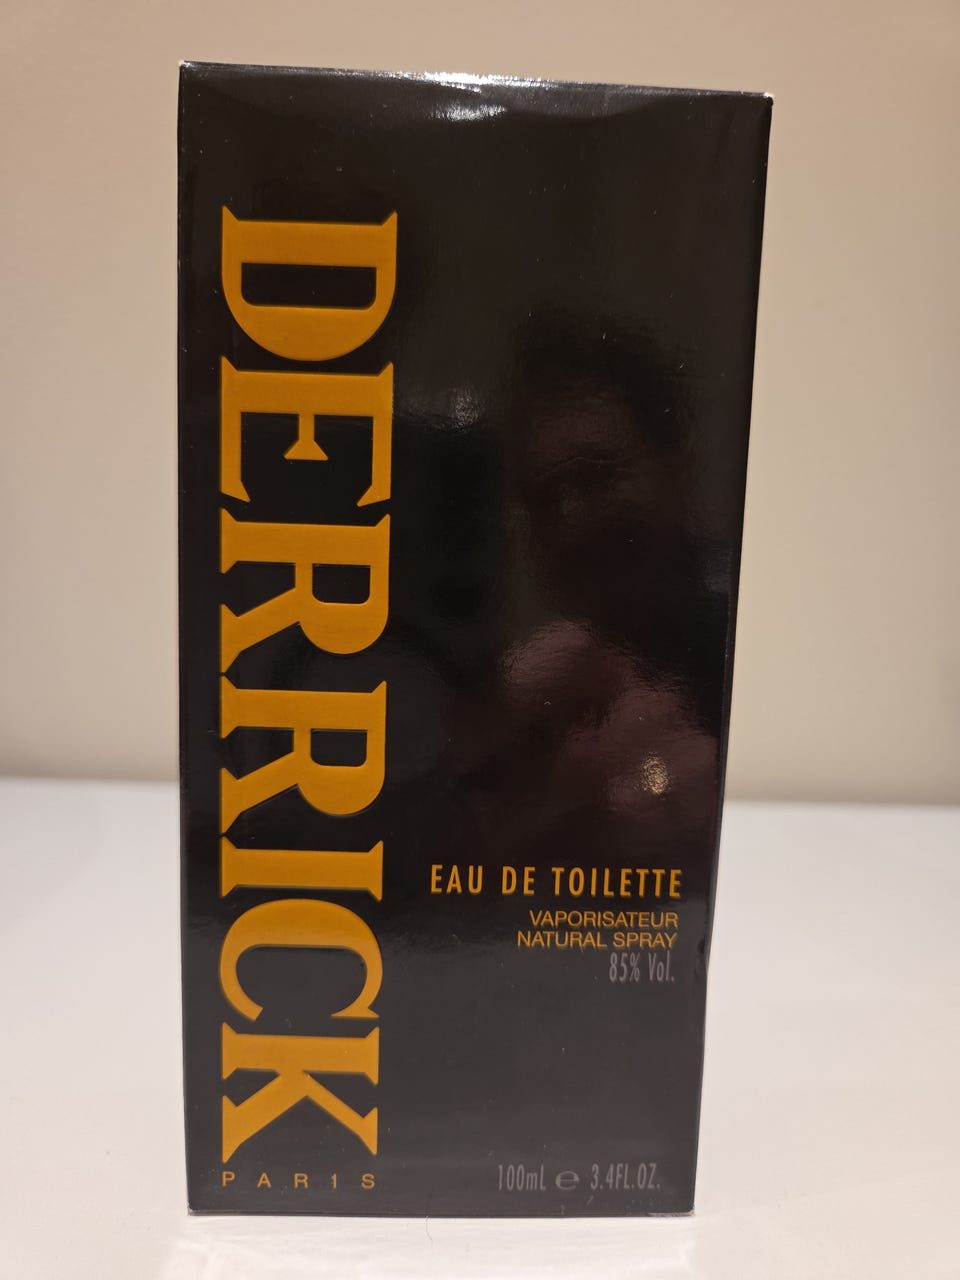 DERRICK
PARIS
EAU DE TOILETTE
VAPORISATEUR
NATURAL SPRAY
85% Vol.
100mL ℮ 3.4FL.OZ.